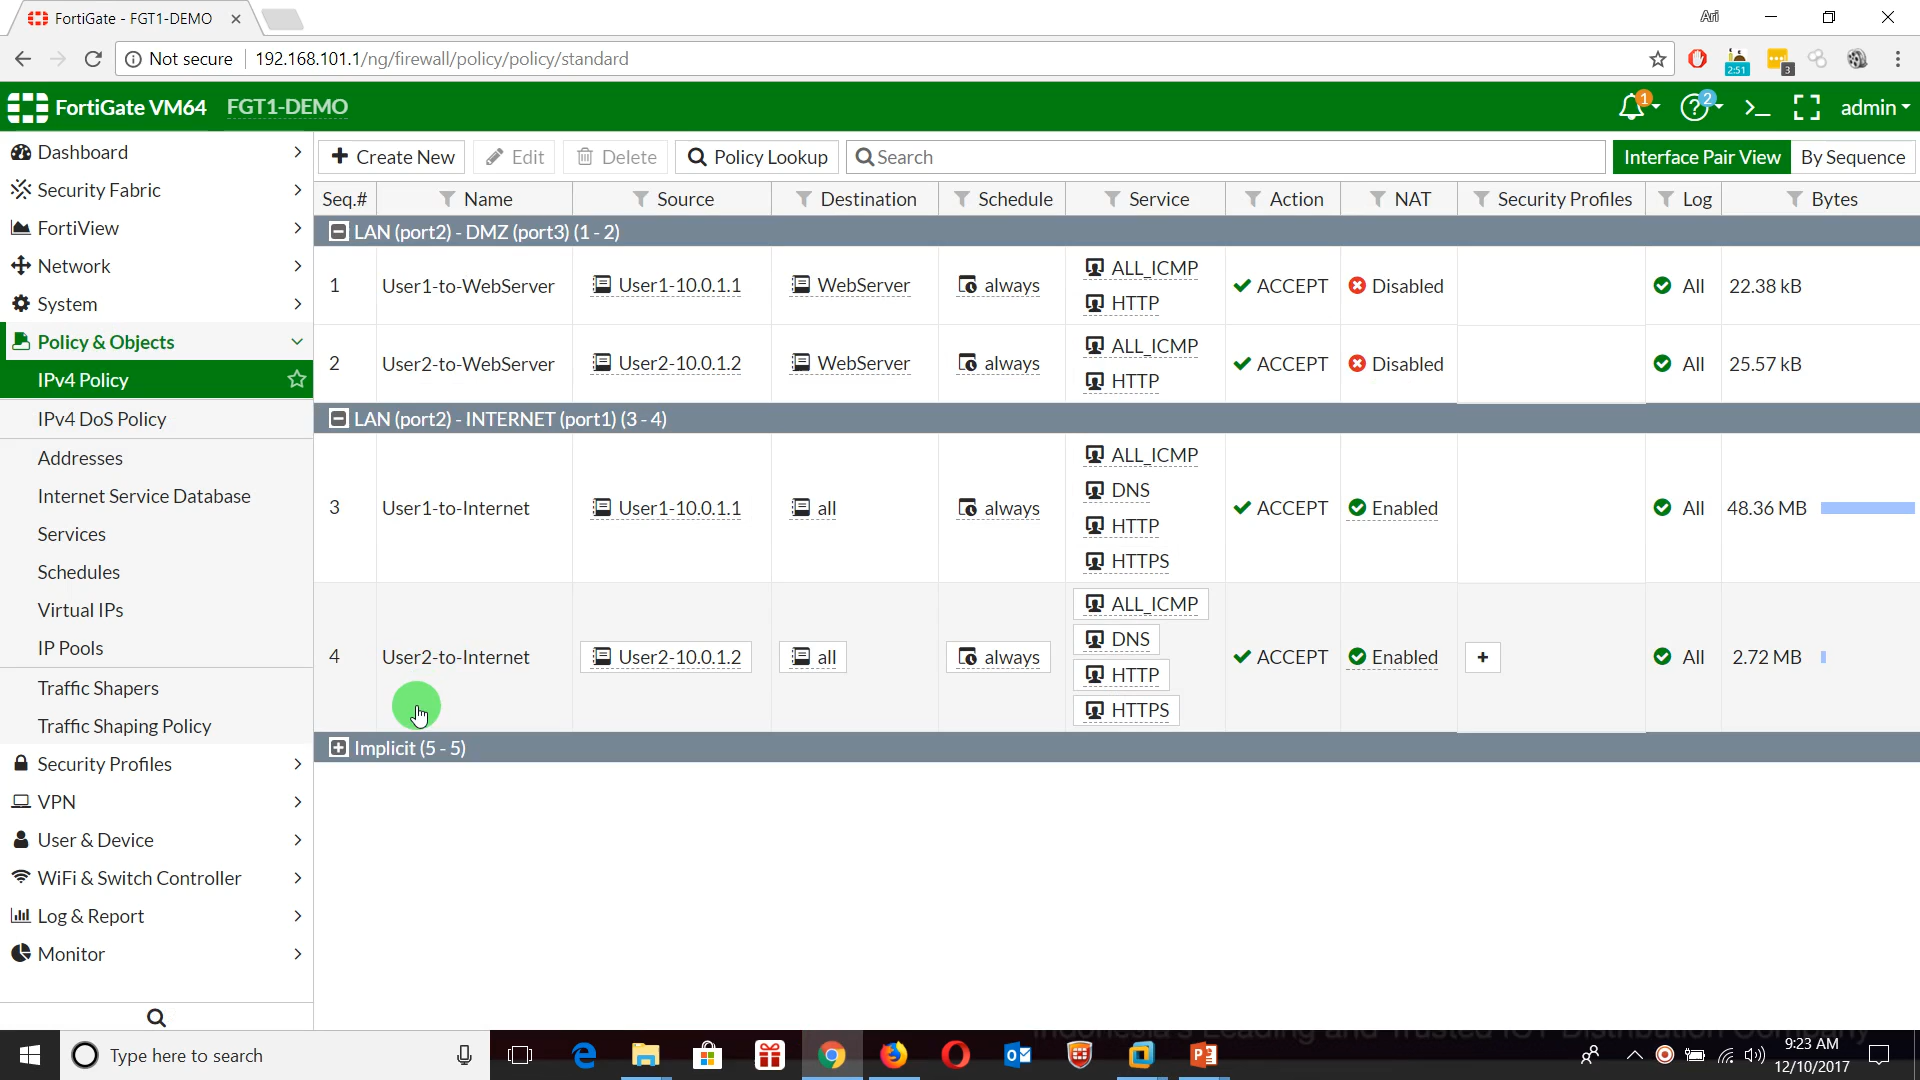 FortiGate - FGT1-DEMO
Ari
Not secure
192.168.101.1/ng/firewall/policy/policy/standard
2:51
3
FortiGate VM64
FGT1-DEMO
1
2
admin
Dashboard
Security Fabric
FortiView
Network
System
Policy & Objects
IPv4 Policy
IPv4 DoS Policy
Addresses
Internet Service Database
Services
Schedules
Virtual IPs
IP Pools
Traffic Shapers
Traffic Shaping Policy
Security Profiles
VPN
User & Device
WiFi & Switch Controller
Log & Report
Monitor
Create New Edit Delete Policy Lookup Search Interface Pair View By Sequence
Seq.# Name Source Destination Schedule Service Action NAT Security Profiles Log Bytes
LAN (port2) - DMZ (port3) (1 - 2)
1 User1-to-WebServer User1-10.0.1.1 WebServer always ALL_ICMP ACCEPT Disabled All 22.38 kB
HTTP
2 User2-to-WebServer User2-10.0.1.2 WebServer always ALL_ICMP ACCEPT Disabled All 25.57 kB
HTTP
LAN (port2) - INTERNET (port1) (3 - 4)
3 User1-to-Internet User1-10.0.1.1 all always ALL_ICMP ACCEPT Enabled All 48.36 MB
DNS
HTTP
HTTPS
4 User2-to-Internet User2-10.0.1.2 all always ALL_ICMP ACCEPT Enabled + All 2.72 MB
DNS
HTTP
HTTPS
Implicit (5 - 5)
Type here to search
9:23 AM
12/10/2017